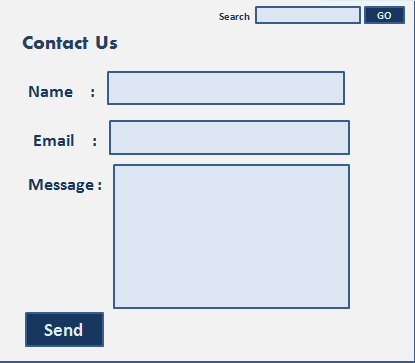 Search GO
Contact Us
Name :
Email :
Message :
Send